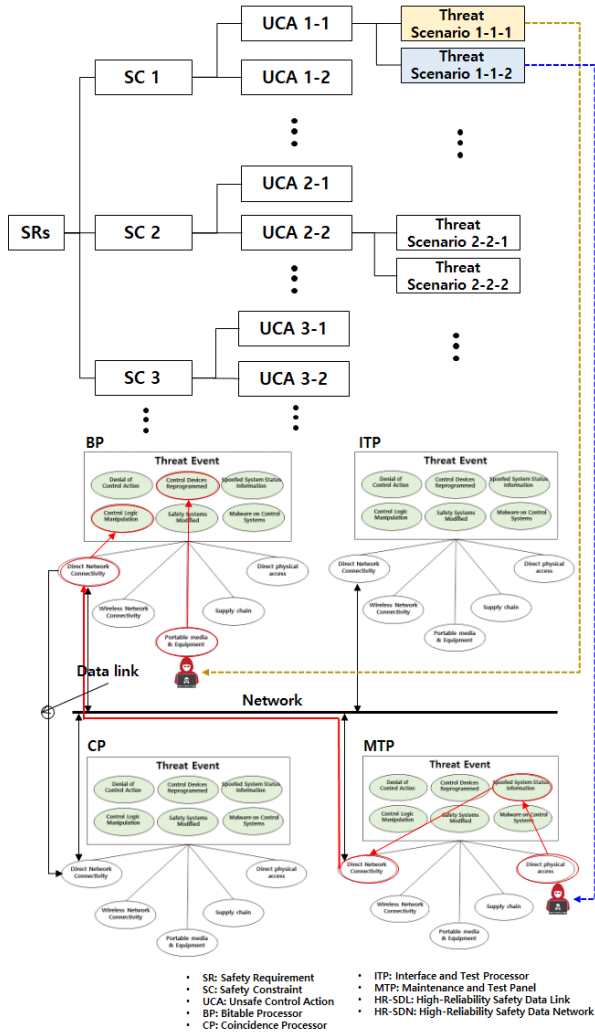 UCA 1-1
Threat
Scenario 1-1-1
SC 1
UCA 1-2
Threat
Scenario 1-1-2
UCA 2-1
SRs
SC 2
UCA 2-2
Threat
Scenario 2-2-1
Threat
Scenario 2-2-2
UCA 3-1
SC 3
UCA 3-2
BP
Threat Event
Denial of
Control Action
Control Devices
Reprogrammed
Spoofed System Status
Information
Control Logic
Manipulation
Safety Systems
Modified
Malware on Control
Systems
Direct Network
Connectivity
Direct physical
access
Wireless Network
Connectivity
Supply chain
Portable media
& Equipment
ITP
Threat Event
Denial of
Control Action
Control Devices
Reprogrammed
Spoofed System Status
Information
Control Logic
Manipulation
Safety Systems
Modified
Malware on Control
Systems
Direct Network
Connectivity
Direct physical
access
Wireless Network
Connectivity
Supply chain
Portable media
& Equipment
Data link
Network
CP
Threat Event
Denial of
Control Action
Control Devices
Reprogrammed
Spoofed System Status
Information
Control Logic
Manipulation
Safety Systems
Modified
Malware on Control
Systems
Direct Network
Connectivity
Direct physical
access
Wireless Network
Connectivity
Supply chain
Portable media
& Equipment
MTP
Threat Event
Denial of
Control Action
Control Devices
Reprogrammed
Spoofed System Status
Information
Control Logic
Manipulation
Safety Systems
Modified
Malware on Control
Systems
Direct Network
Connectivity
Direct physical
access
Wireless Network
Connectivity
Supply chain
Portable media
& Equipment
• SR: Safety Requirement
• SC: Safety Constraint
• UCA: Unsafe Control Action
• BP: Bitable Processor
• CP: Coincidence Processor
• ITP: Interface and Test Processor
• MTP: Maintenance and Test Panel
• HR-SDL: High-Reliability Safety Data Link
• HR-SDN: High-Reliability Safety Data Network